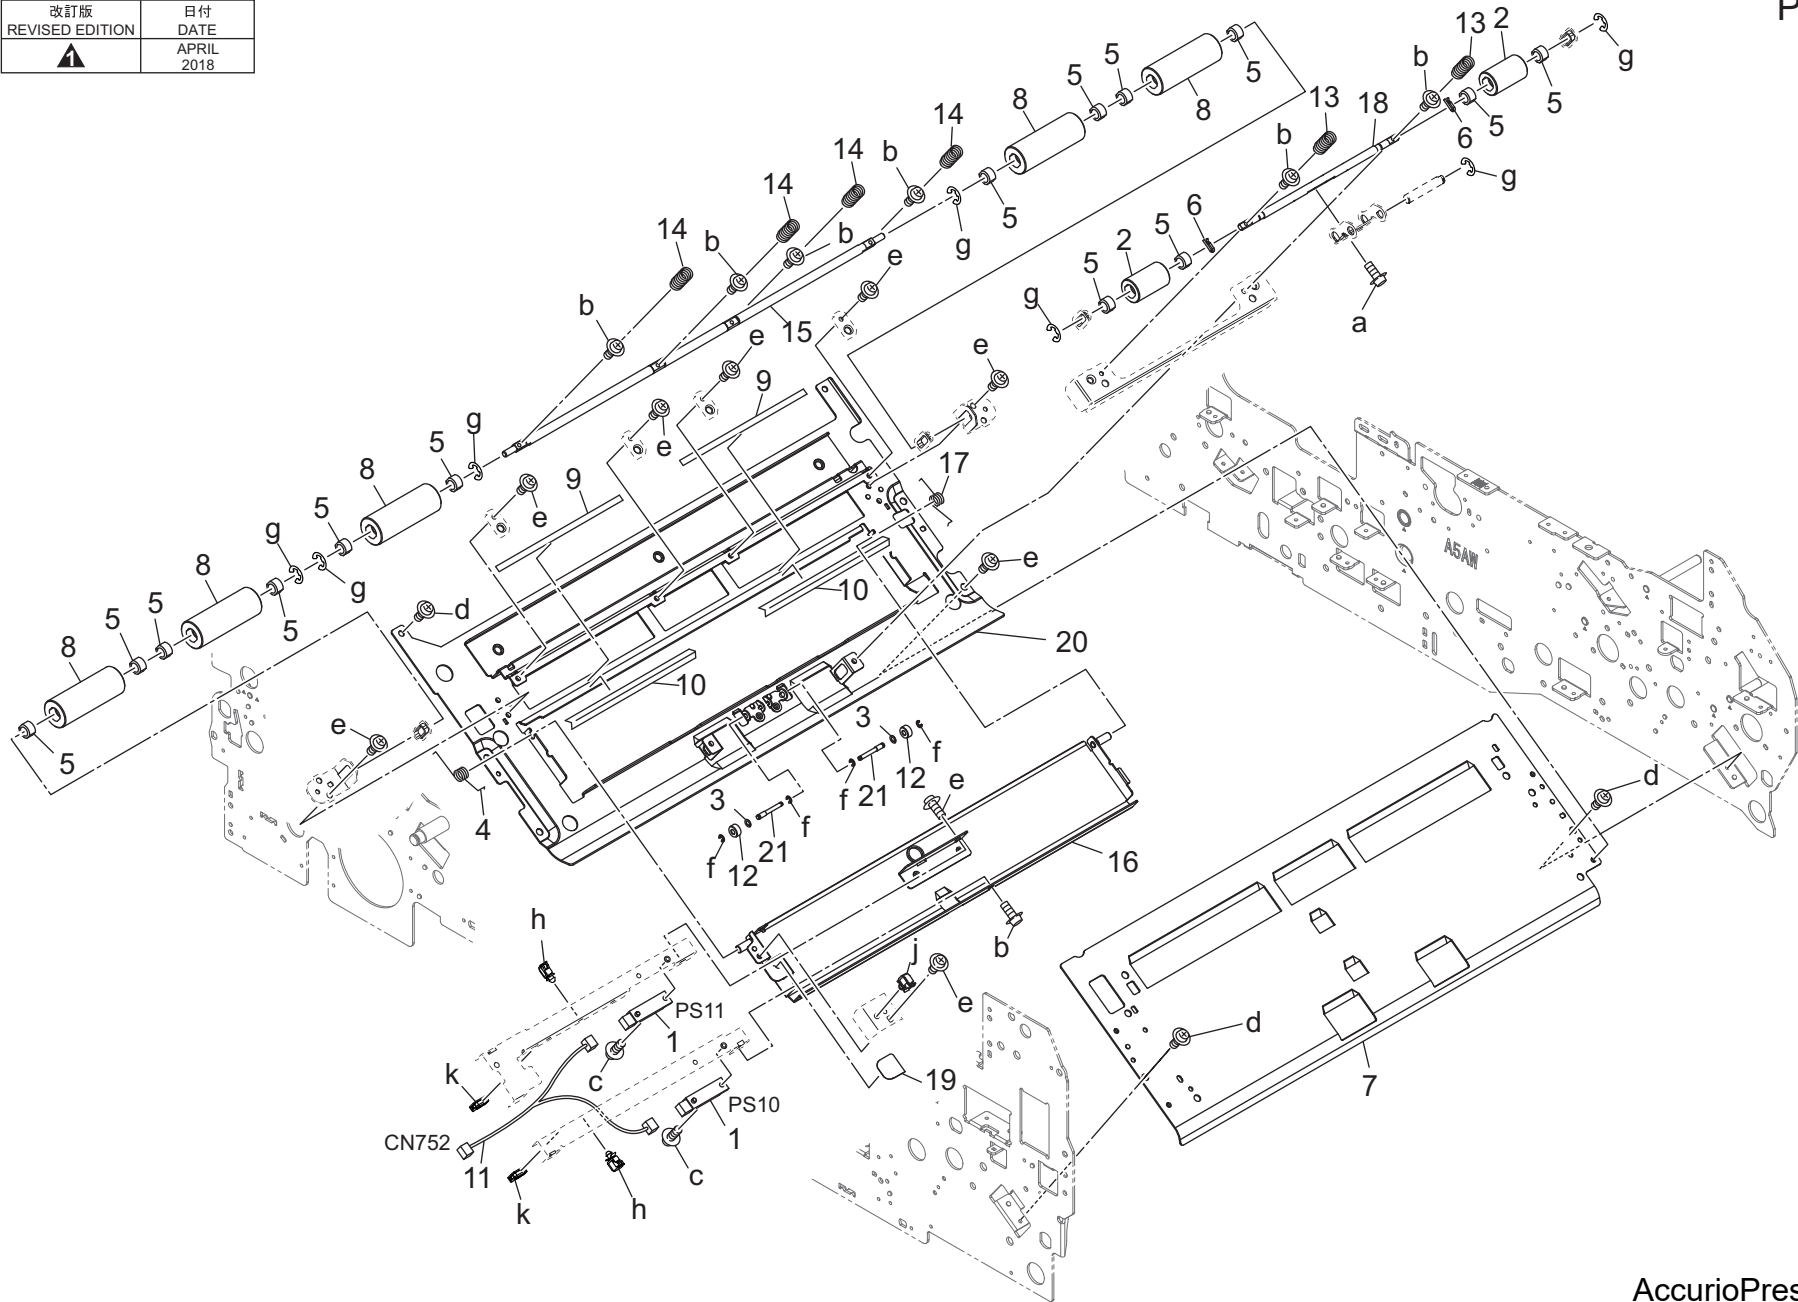 改訂版 日付
REVISED EDITION DATE
1 APRIL
2018
P
13 2
g
5
b
5
5
8
5
6
5
18
13
b
8
14
b
14
5
g
14
b
14
b
b
15
e
g
6
5
2
5
g
a
e
e
9
e
e
17
9
g
5
8
5
g
g
8
5
5
5
8
5
d
e
10
10
20
A5AW
e
4
3
12
f
f
21
3
f
12
21
f
e
16
b
d
h
j
e
PS11
1
c
k
19
PS10
1
CN752
11
c
k
h
d
7
AccurioPres